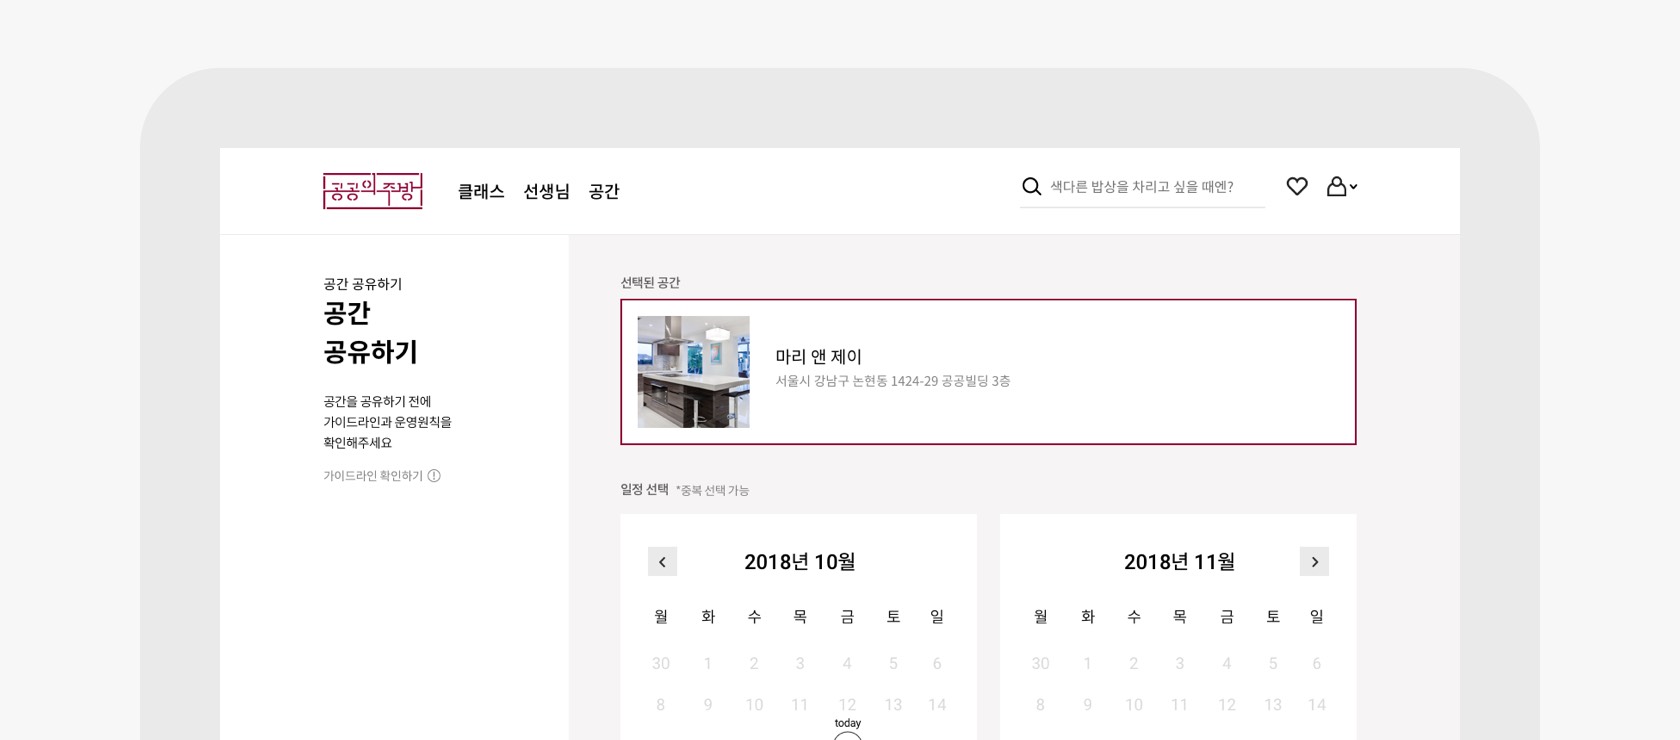 공공의주방
클래스 선생님 공간
색다른 밥상을 차리고 싶을 때엔?
공간 공유하기
공간
공유하기
공간을 공유하기 전에
가이드라인과 운영원칙을
확인해주세요
가이드라인 확인하기
선택된 공간
마리 앤 제이
서울시 강남구 논현동 1424-29 공공빌딩 3층
일정 선택 *중복 선택 가능
2018년 10월
월 화 수 목 금 토 일
30 1 2 3 4 5 6
8 9 10 11 12 13 14
today
2018년 11월
월 화 수 목 금 토 일
30 1 2 3 4 5 6
8 9 10 11 12 13 14